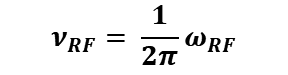 𝝂_RF = 1/2𝝅 𝝎_RF